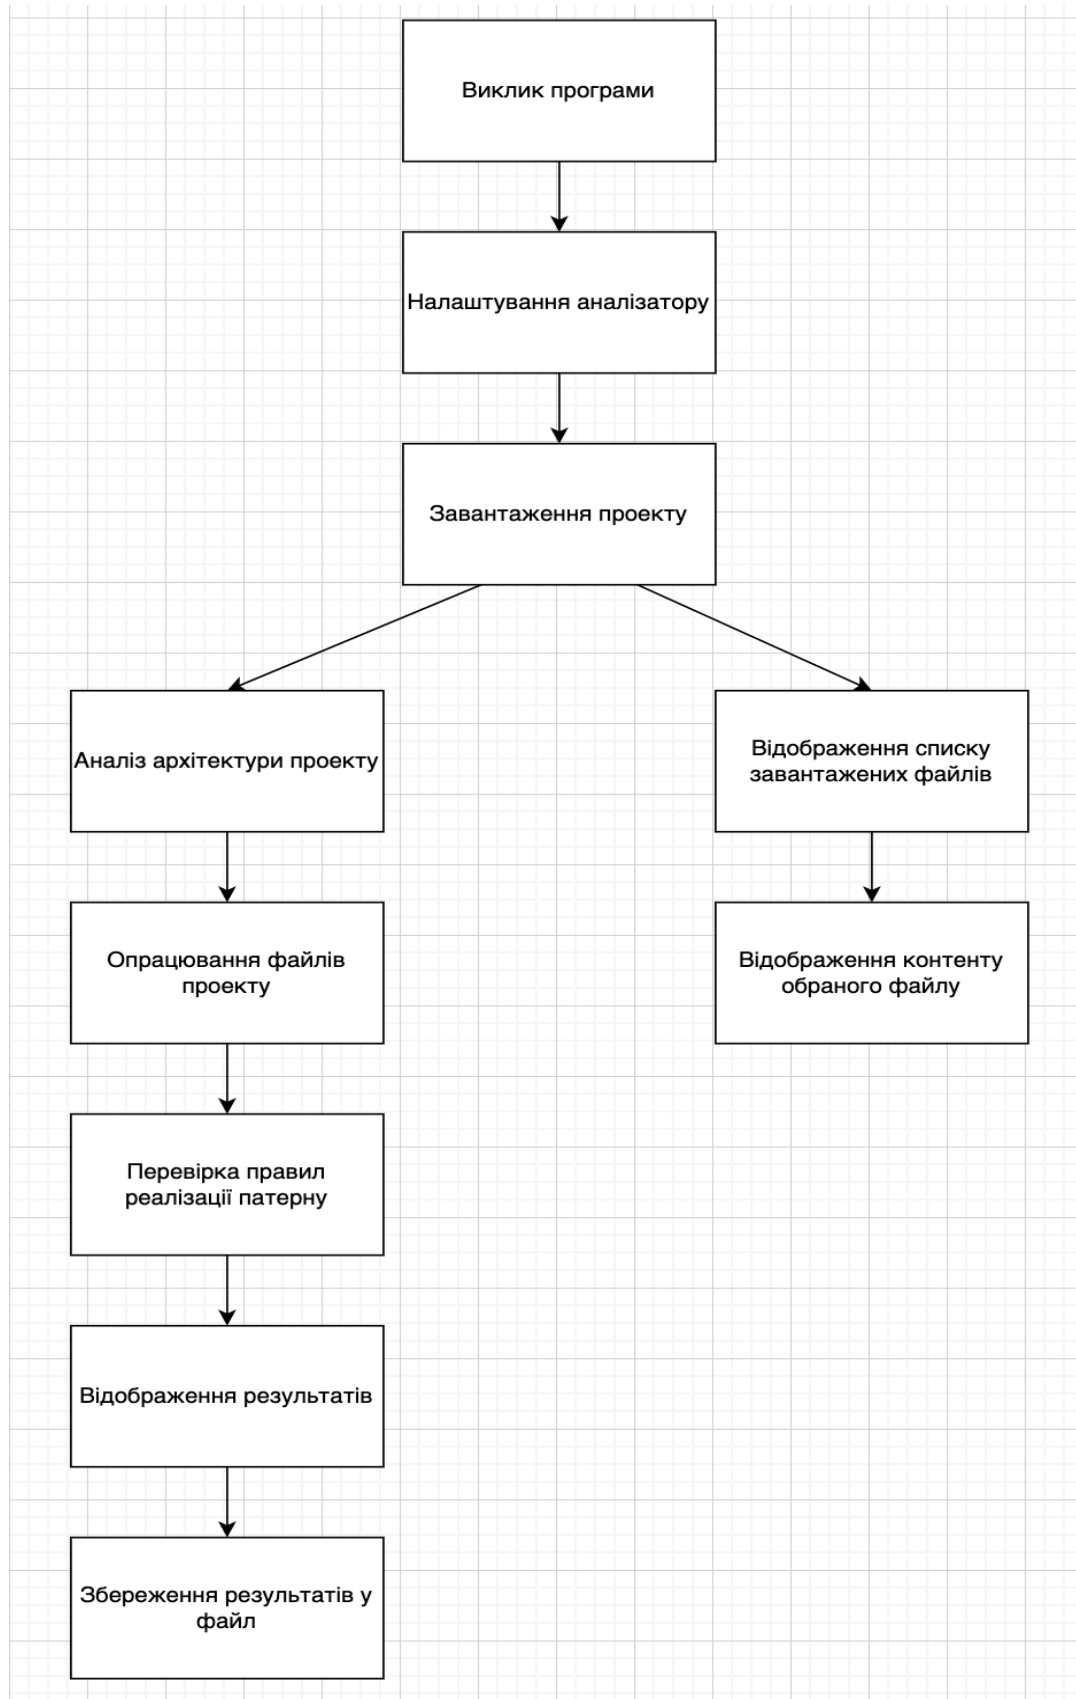 Виклик програми
Налаштування аналізатору
Завантаження проекту
Аналіз архітектури проекту
Відображення списку
завантажених файлів
Опрацювання файлів
проекту
Відображення контенту
обраного файлу
Перевірка правил
реалізації патерну
Відображення результатів
Збереження результатів у
файл